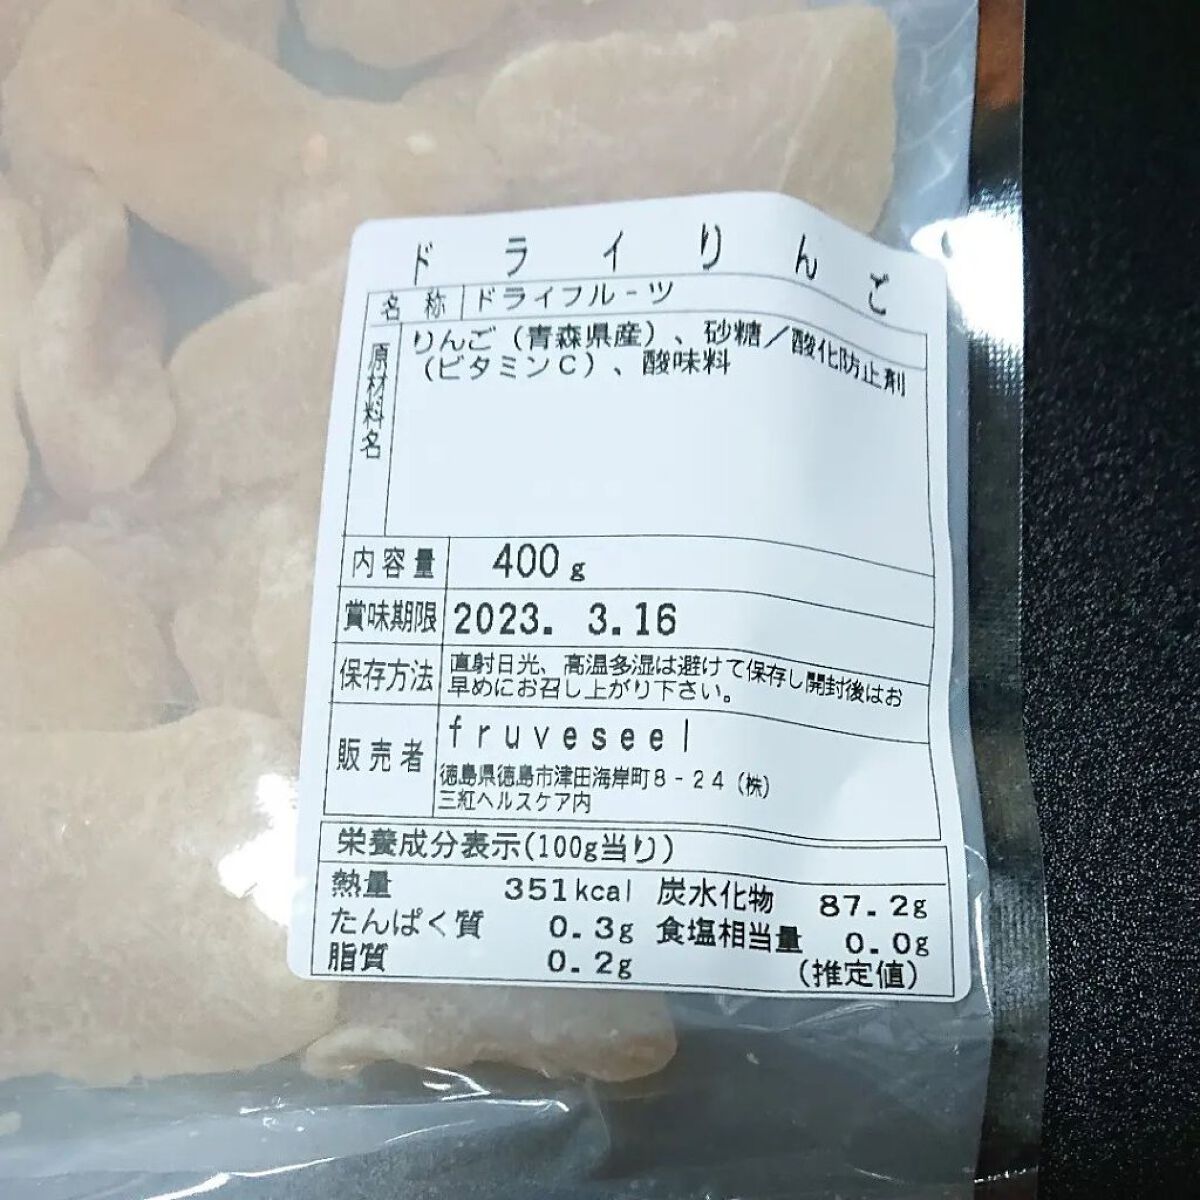 ドライりんご
名称 ドライフル-ツ
原材料名 りんご（青森県産）、砂糖／酸化防止剤
（ビタミンC）、酸味料
内容量 400g
賞味期限 2023. 3.16
保存方法 直射日光、高温多湿は避けて保存し開封後はお
早めにお召し上がり下さい。
販売者 fruveseel
徳島県徳島市津田海岸町8-24（株）
三紅ヘルスケア内
栄養成分表示(100g当り)
熱量 351kcal 炭水化物 87.2g
たんぱく質 0.3g 食塩相当量 0.0g
脂質 0.2g （推定値）